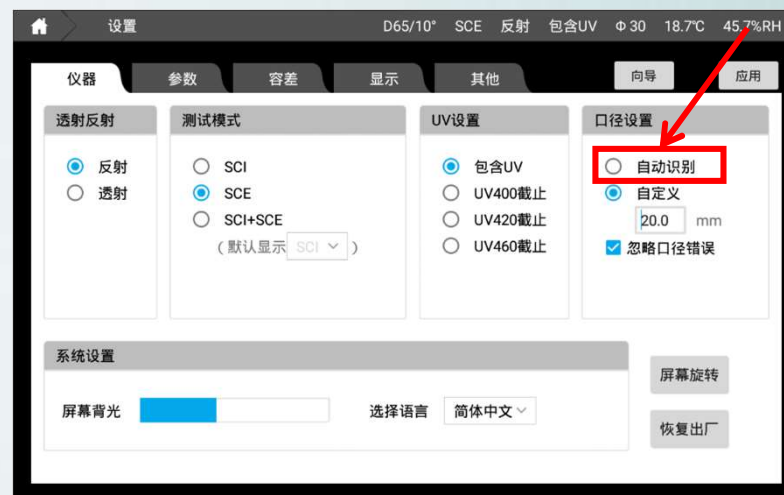 设置 D65/10° SCE 反射 包含UV Φ30 18.7℃ 45.7%RH
仪器 参数 容差 显示 其他 向导 应用
透射反射 测试模式 UV设置 口径设置
反射 SCI 包含UV 自动识别
透射 SCE UV400截止 自定义
SCI+SCE UV420截止 20.0 mm
(默认显示 SCI ) UV460截止 忽略口径错误
系统设置
屏幕旋转
屏幕背光 选择语言 简体中文
恢复出厂